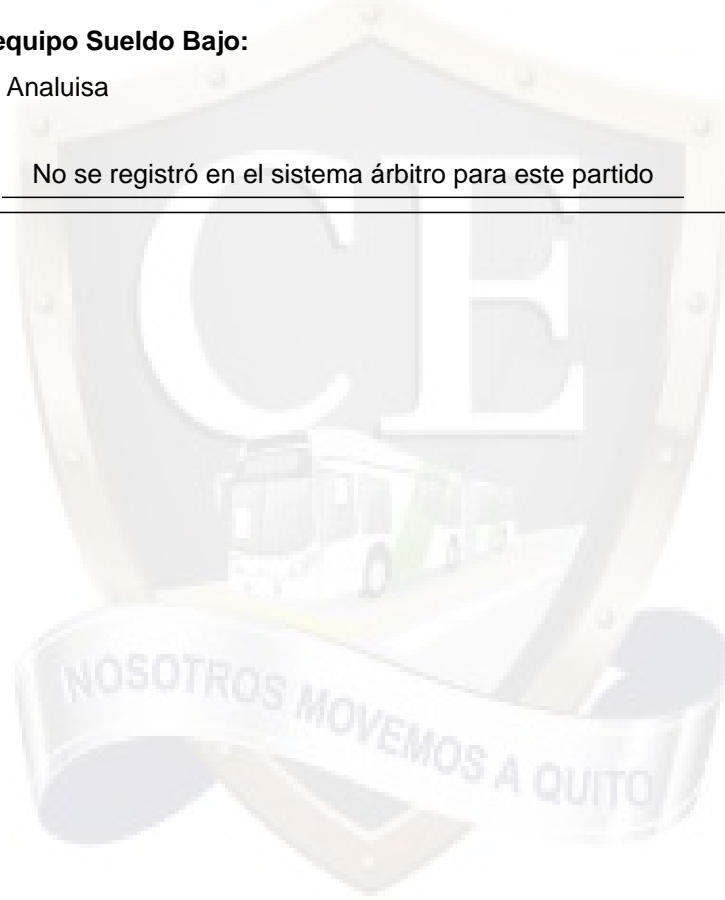 equipo Sueldo Bajo:
Analuisa
No se registró en el sistema árbitro para este partido
CE
NOSOTROS MOVEMOS A QUITO